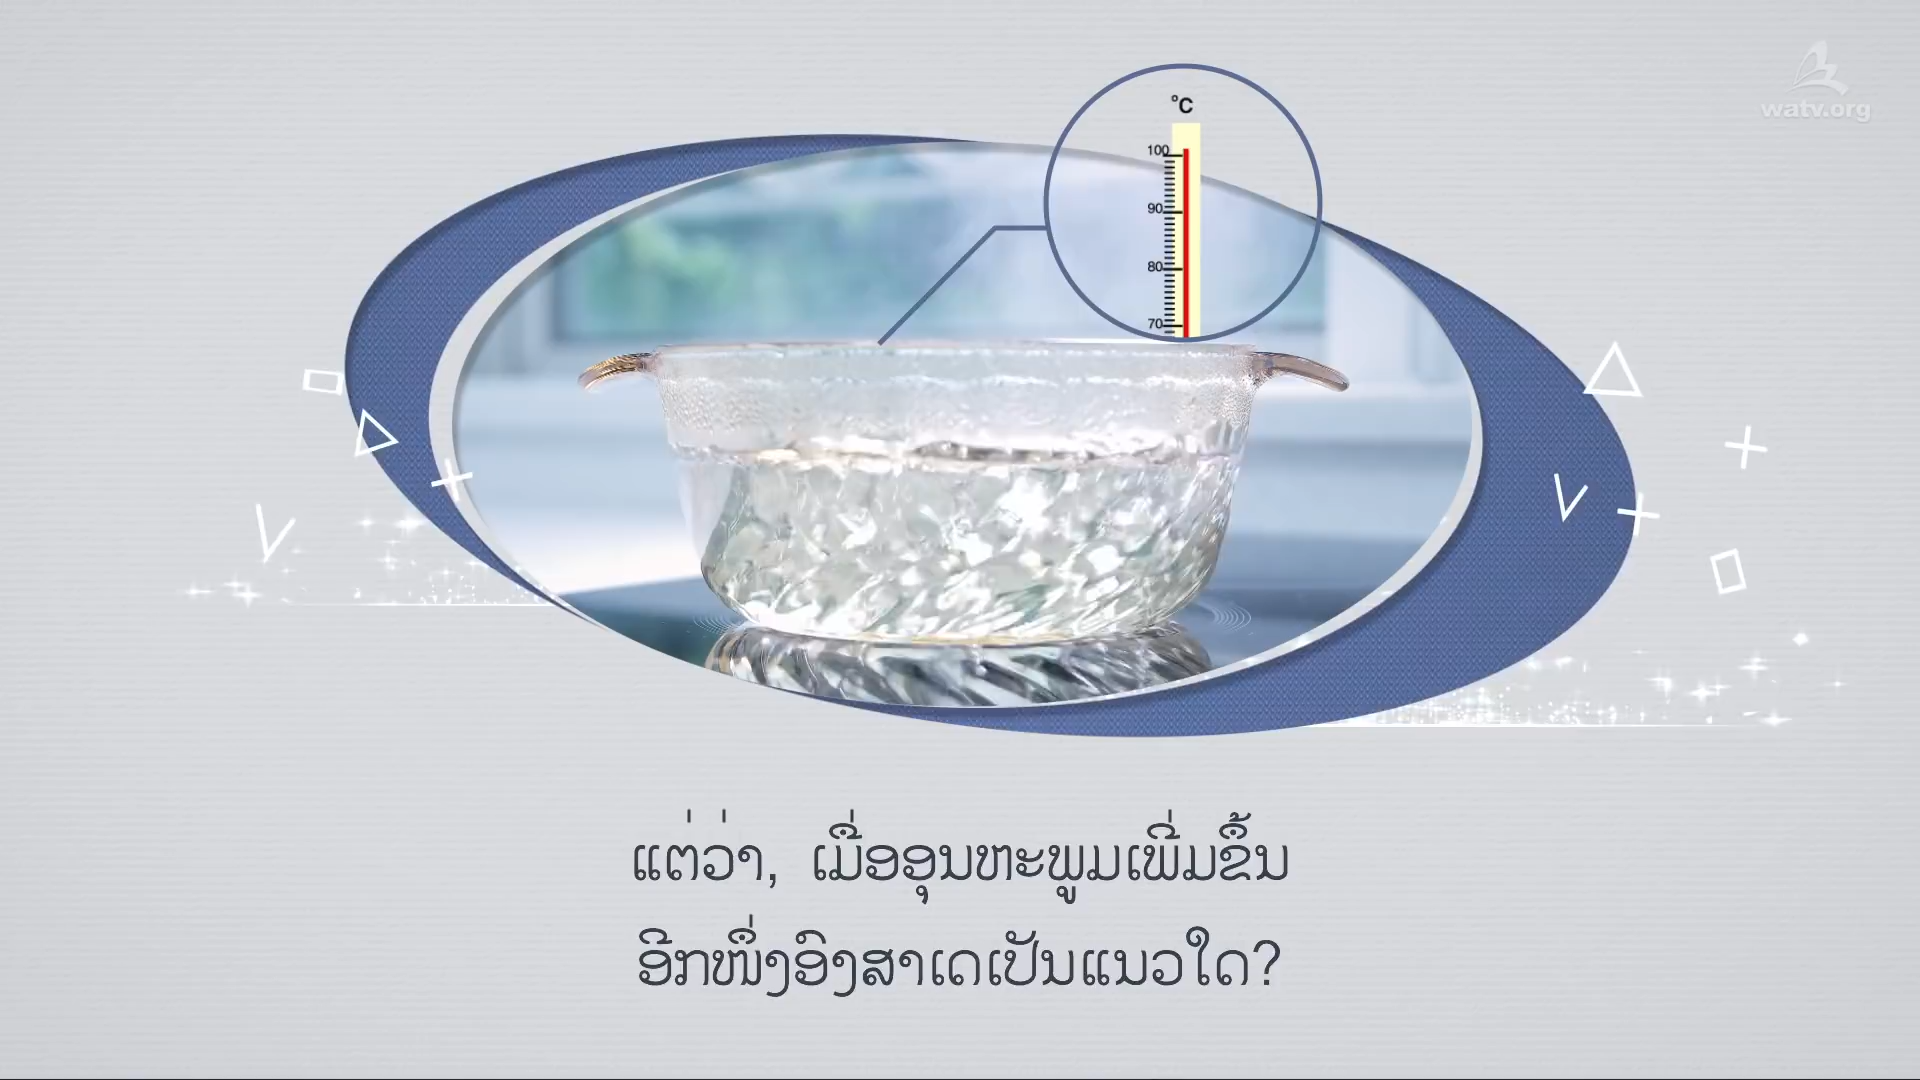 watv.org
°C
100
90
80
70
ແຕ່ວ່າ, ເມື່ອອຸນຫະພູມເພີ່ມຂຶ້ນ
ອີກໜຶ່ງອົງສາເດເປັນແນວໃດ?